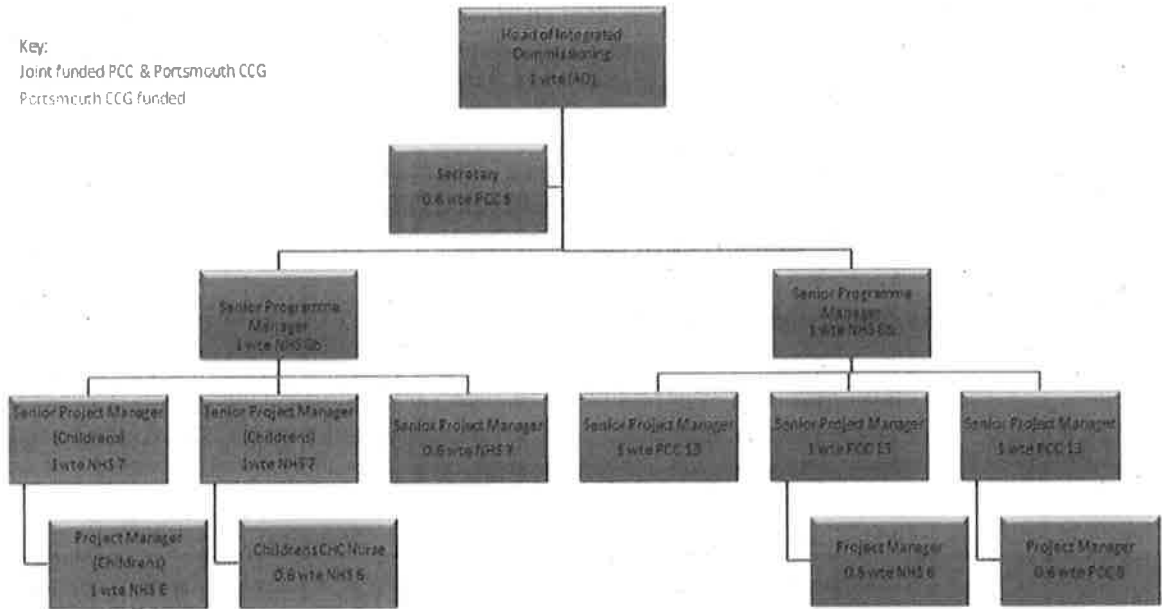 Key:
Joint funded PCC & Portsmouth CCG
Portsmouth CCG funded
Head of Integrated
Commissioning
1 wte
Secretary
0.6 wte PCC
Senior Programme
Manager
1 wte NHS
Senior Programme
Manager
1 wte NHS
Senior Project Manager
(Childrens)
1 wte NHS 7
Senior Project Manager
(Childrens)
1 wte NHS 7
Senior Project Manager
0.6 wte NHS 7
Senior Project Manager
1 wte PCC 13
Senior Project Manager
1 wte PCC 13
Senior Project Manager
1 wte PCC 13
Project Manager
(Childrens)
1 wte NHS 6
Childrens CHC Nurse
0.6 wte NHS 6
Project Manager
wte NHS 6
Project Manager
0.6 wte PCC